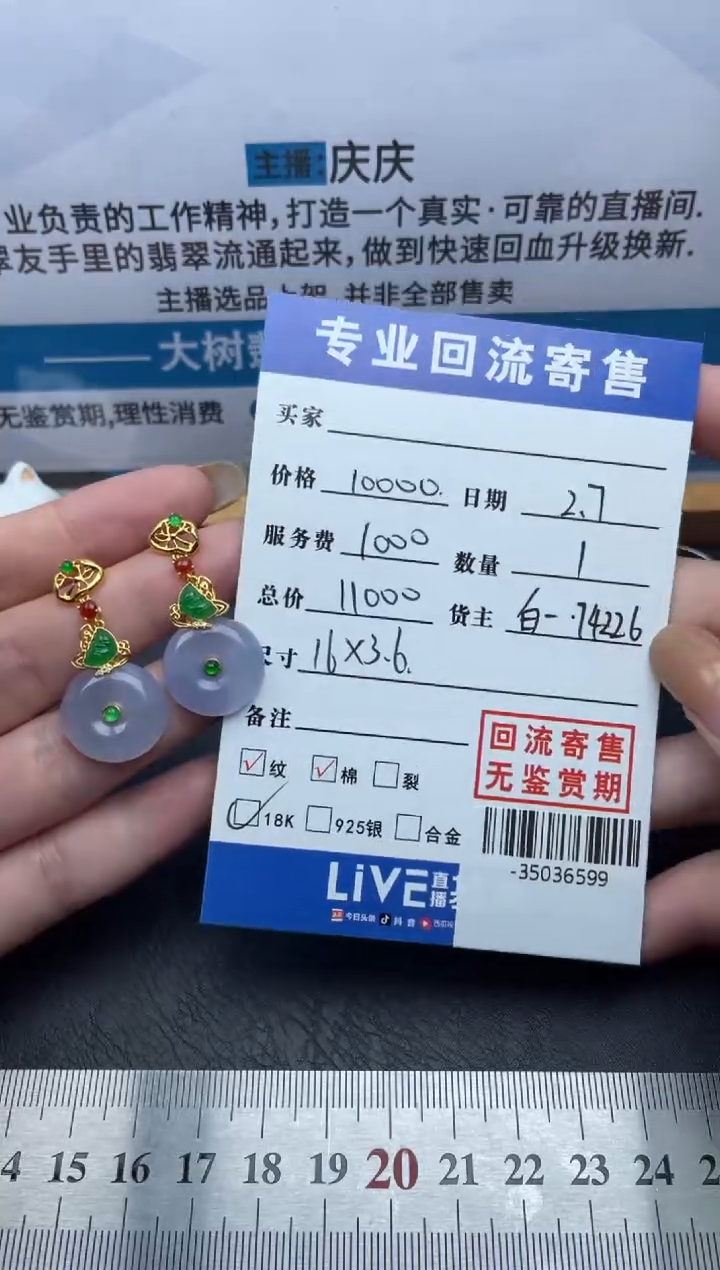 主播:庆庆
业负责的工作精神,打造一个真实·可靠的直播间.
友手里的翡翠流通起来,做到快速回血升级换新.
主播选品上架 并非全部售卖
大树
无鉴赏期,理性消费
专业回流寄售
买家
价格 10000. 日期 2.7
服务费 1000 数量 1
总价 11000 货主 自一·74226
尺寸 16×3.6.
备注
纹 棉 裂
18K 925银 合金
回流寄售
无鉴赏期
-35036599
LiVE 直
播
今日头条 抖音
4 15 16 17 18 19 20 21 22 23 24 2